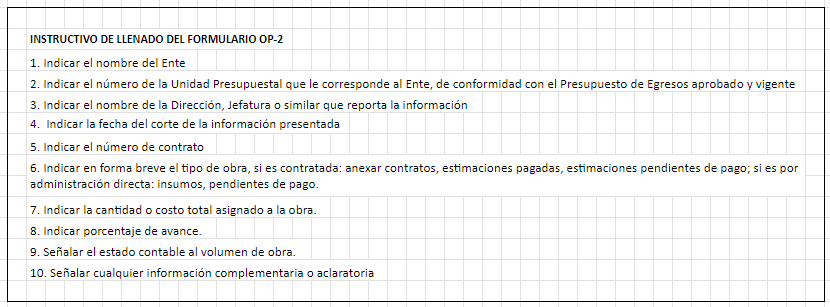 INSTRUCTIVO DE LLENADO DEL FORMULARIO OP-2
1. Indicar el nombre del Ente
2. Indicar el número de la Unidad Presupuestal que le corresponde al Ente, de conformidad con el Presupuesto de Egresos aprobado y vigente
3. Indicar el nombre de la Dirección, Jefatura o similar que reporta la información
4. Indicar la fecha del corte de la información presentada
5. Indicar el número de contrato
6. Indicar en forma breve el tipo de obra, si es contratada: anexar contratos, estimaciones pagadas, estimaciones pendientes de pago; si es por
administración directa: insumos, pendientes de pago.
7. Indicar la cantidad o costo total asignado a la obra.
8. Indicar porcentaje de avance.
9. Señalar el estado contable al volumen de obra.
10. Señalar cualquier información complementaria o aclaratoria